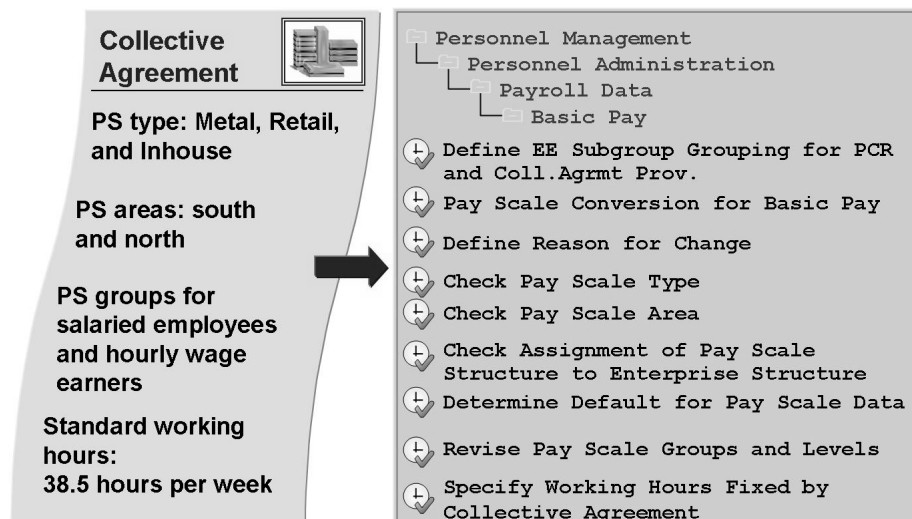 Collective
Agreement
PS type: Metal, Retail,
and Inhouse
PS areas: south
and north
PS groups for
salaried employees
and hourly wage
earners
Standard working
hours:
38.5 hours per week
Personnel Management
Personnel Administration
Payroll Data
Basic Pay
Define EE Subgroup Grouping for PCR
and Coll.Agrmt Prov.
Pay Scale Conversion for Basic Pay
Define Reason for Change
Check Pay Scale Type
Check Pay Scale Area
Check Assignment of Pay Scale
Structure to Enterprise Structure
Determine Default for Pay Scale Data
Revise Pay Scale Groups and Levels
Specify Working Hours Fixed by
Collective Agreement